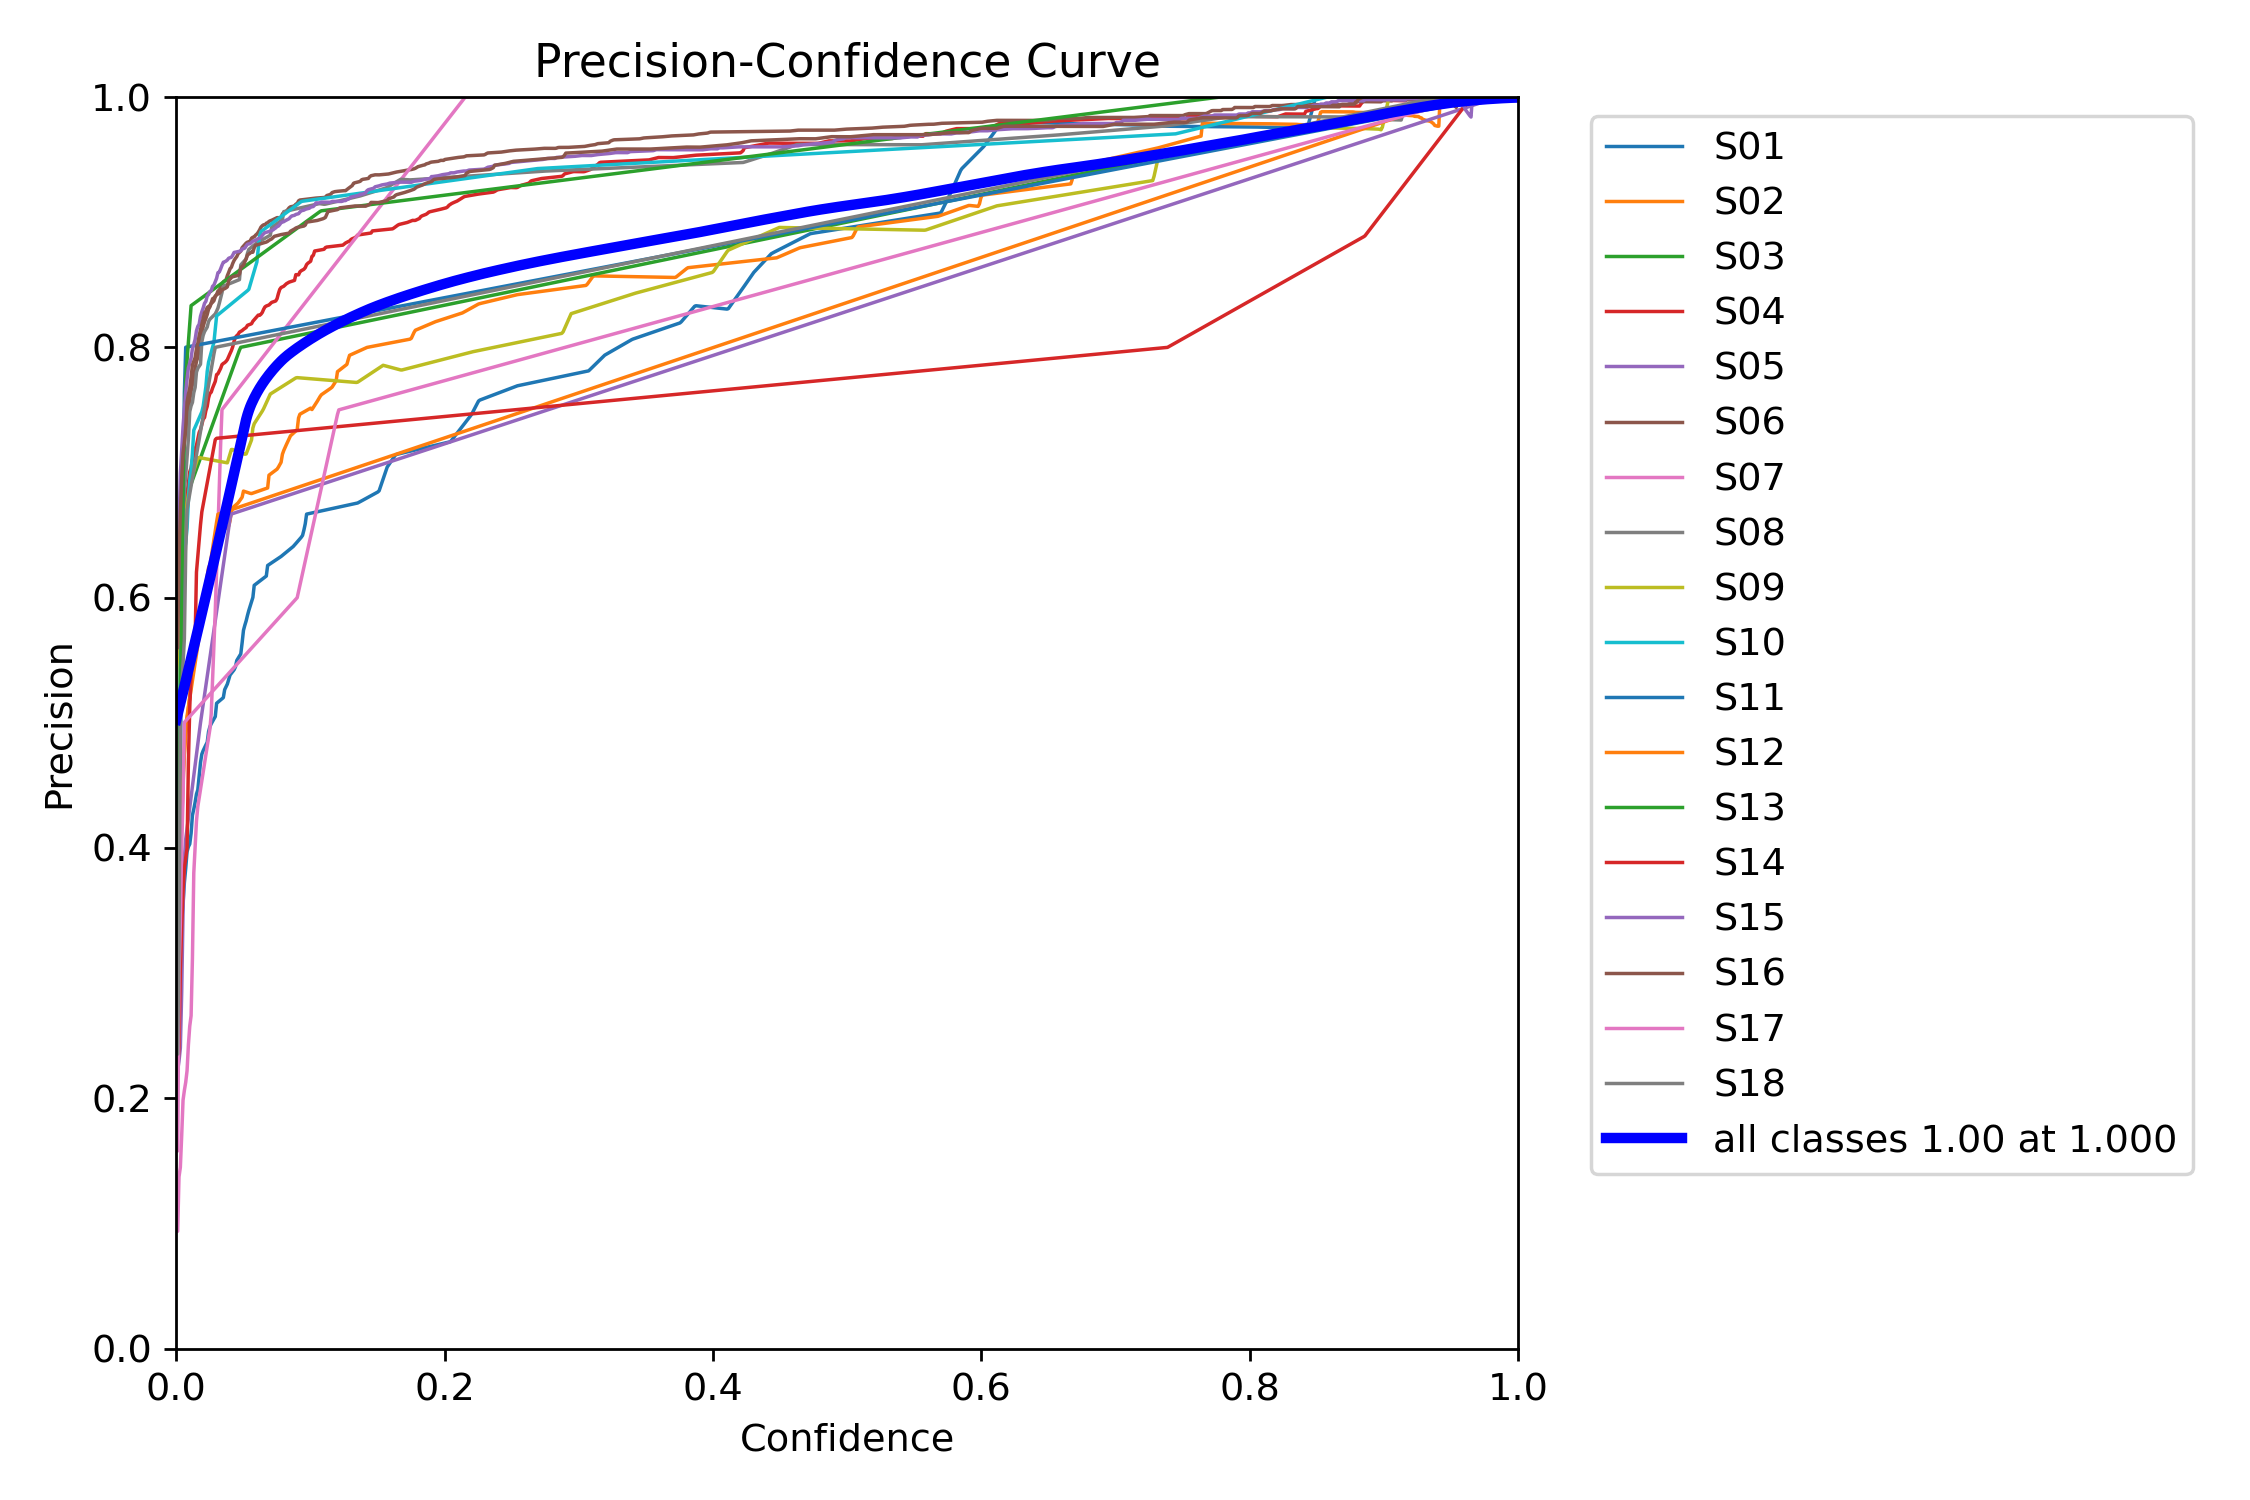 Precision-Confidence Curve
1.0
0.8
0.6
0.4
0.2
0.0
Precision
0.0 0.2 0.4 0.6 0.8 1.0
Confidence
S01
S02
S03
S04
S05
S06
S07
S08
S09
S10
S11
S12
S13
S14
S15
S16
S17
S18
all classes 1.00 at 1.000